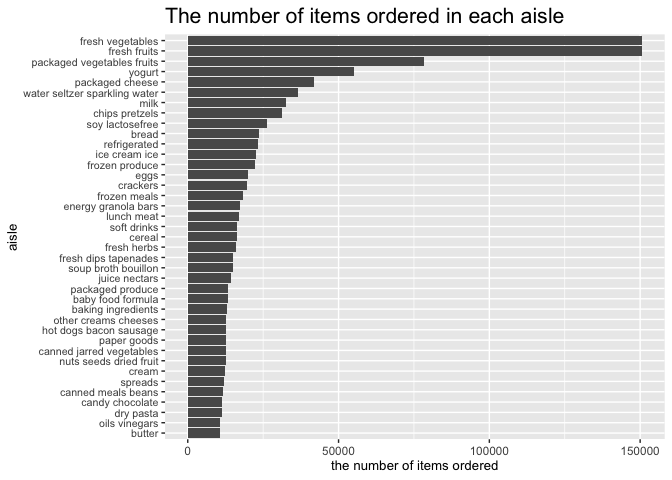 The number of items ordered in each aisle
fresh vegetables
fresh fruits
packaged vegetables fruits
yogurt
packaged cheese
water seltzer sparkling water
milk
chips pretzels
soy lactosefree
bread
refrigerated
ice cream ice
frozen produce
eggs
crackers
frozen meals
energy granola bars
lunch meat
soft drinks
cereal
fresh herbs
fresh dips tapenades
soup broth bouillon
juice nectars
packaged produce
baby food formula
baking ingredients
other creams cheeses
hot dogs bacon sausage
paper goods
canned jarred vegetables
nuts seeds dried fruit
cream
spreads
canned meals beans
candy chocolate
dry pasta
oils vinegars
butter
aisle
0 50000 100000 150000
the number of items ordered